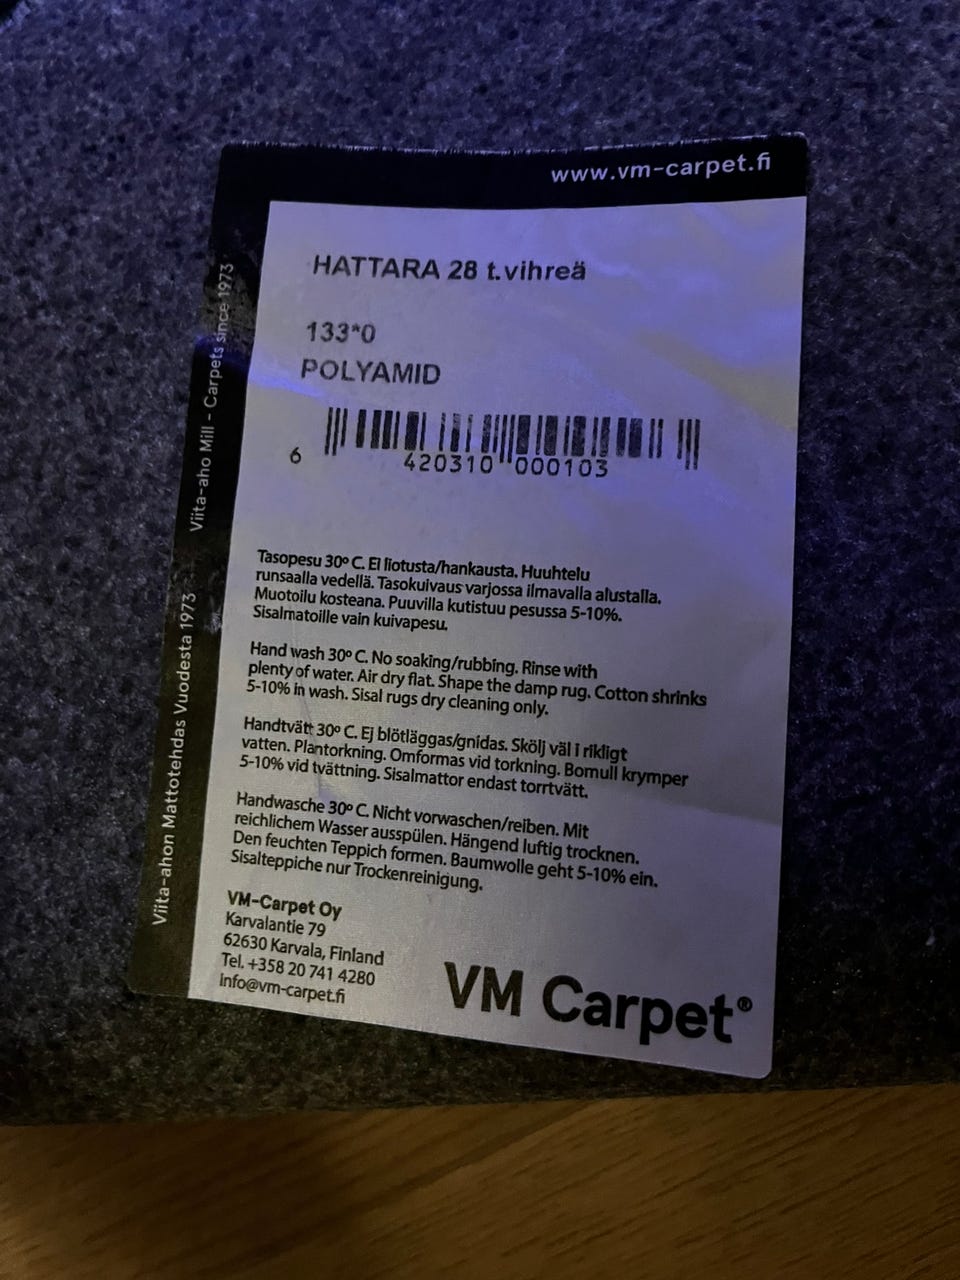 www.vm-carpet.fi
HATTARA 28 t.vihreä
133*0
POLYAMID
6 420310 000103
Tasopesu 30º C. Ei liotusta/hankausta. Huuhtelu
runsaalla vedellä. Tasokuivaus varjossa ilmavalla alustalla.
Muotoilu kosteana. Puuvilla kutistuu pesussa 5-10%.
Sisalmatoille vain kuivapesu.
Hand wash 30º C. No soaking/rubbing. Rinse with
plenty of water. Air dry flat. Shape the damp rug. Cotton shrinks
5-10% in wash. Sisal rugs dry cleaning only.
Handtvätt 30º C. Ej blötläggas/gnidas. Skölj väl i rikligt
vatten. Plantorkning. Omformas vid torkning. Bomull krymper
5-10% vid tvättning. Sisalmattor endast torrtvätt.
Handwasche 30º C. Nicht vorwaschen/reiben. Mit
reichlichem Wasser ausspülen. Hängend luftig trocknen.
Den feuchten Teppich formen. Baumwolle geht 5-10% ein.
Sisalteppiche nur Trockenreinigung.
VM-Carpet Oy
Karvalantie 79
62630 Karvala, Finland
Tel. +358 20 741 4280
info@vm-carpet.fi
VM Carpet®
Viita-ahon Mattotehdas Vuodesta 1973
Viita-aho Mill - Carpets since 1973